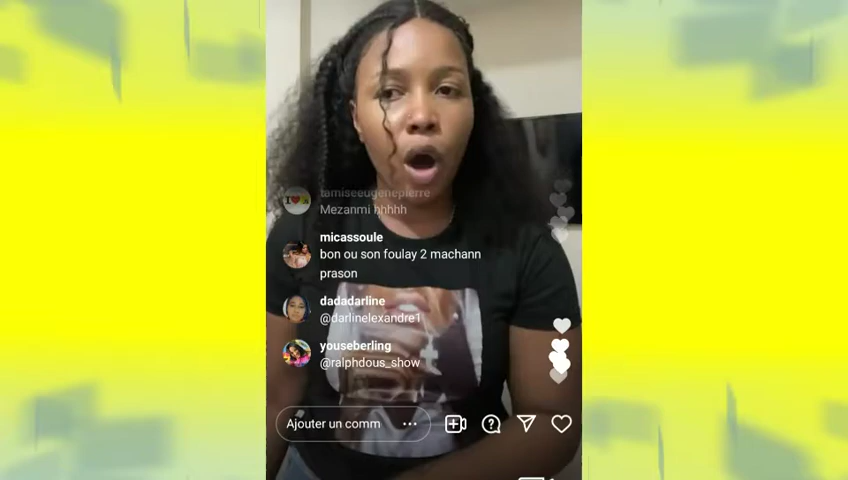 tamiseeugenepierre
Mezanmi hhhhh
micassoule
bon ou son foulay 2 machann
prason
dadadarline
@darlinelexandre1
youseberling
@ralphdous_show
Ajouter un comm